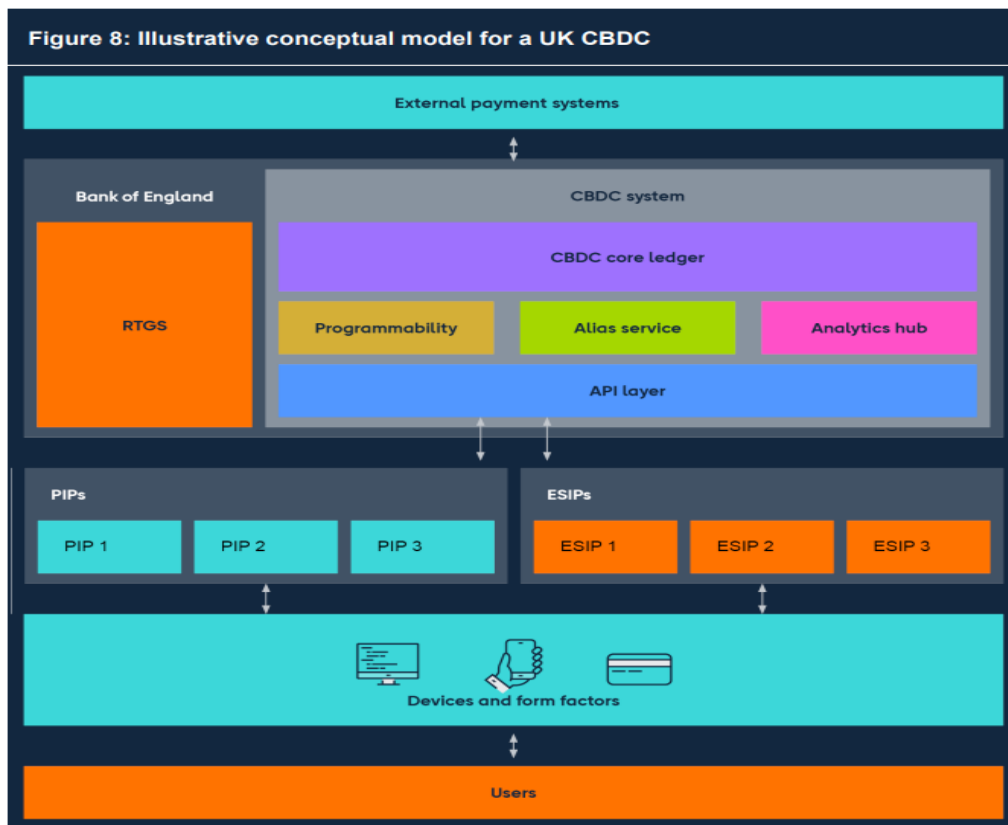 Figure 8: Illustrative conceptual model for a UK CBDC
External payment systems
Bank of England
CBDC system
CBDC core ledger
RTGS
Programmability
Alias service
Analytics hub
API layer
PIPs
ESIPs
PIP 1
PIP 2
PIP 3
ESIP 1
ESIP 2
ESIP 3
Devices and form factors
Users